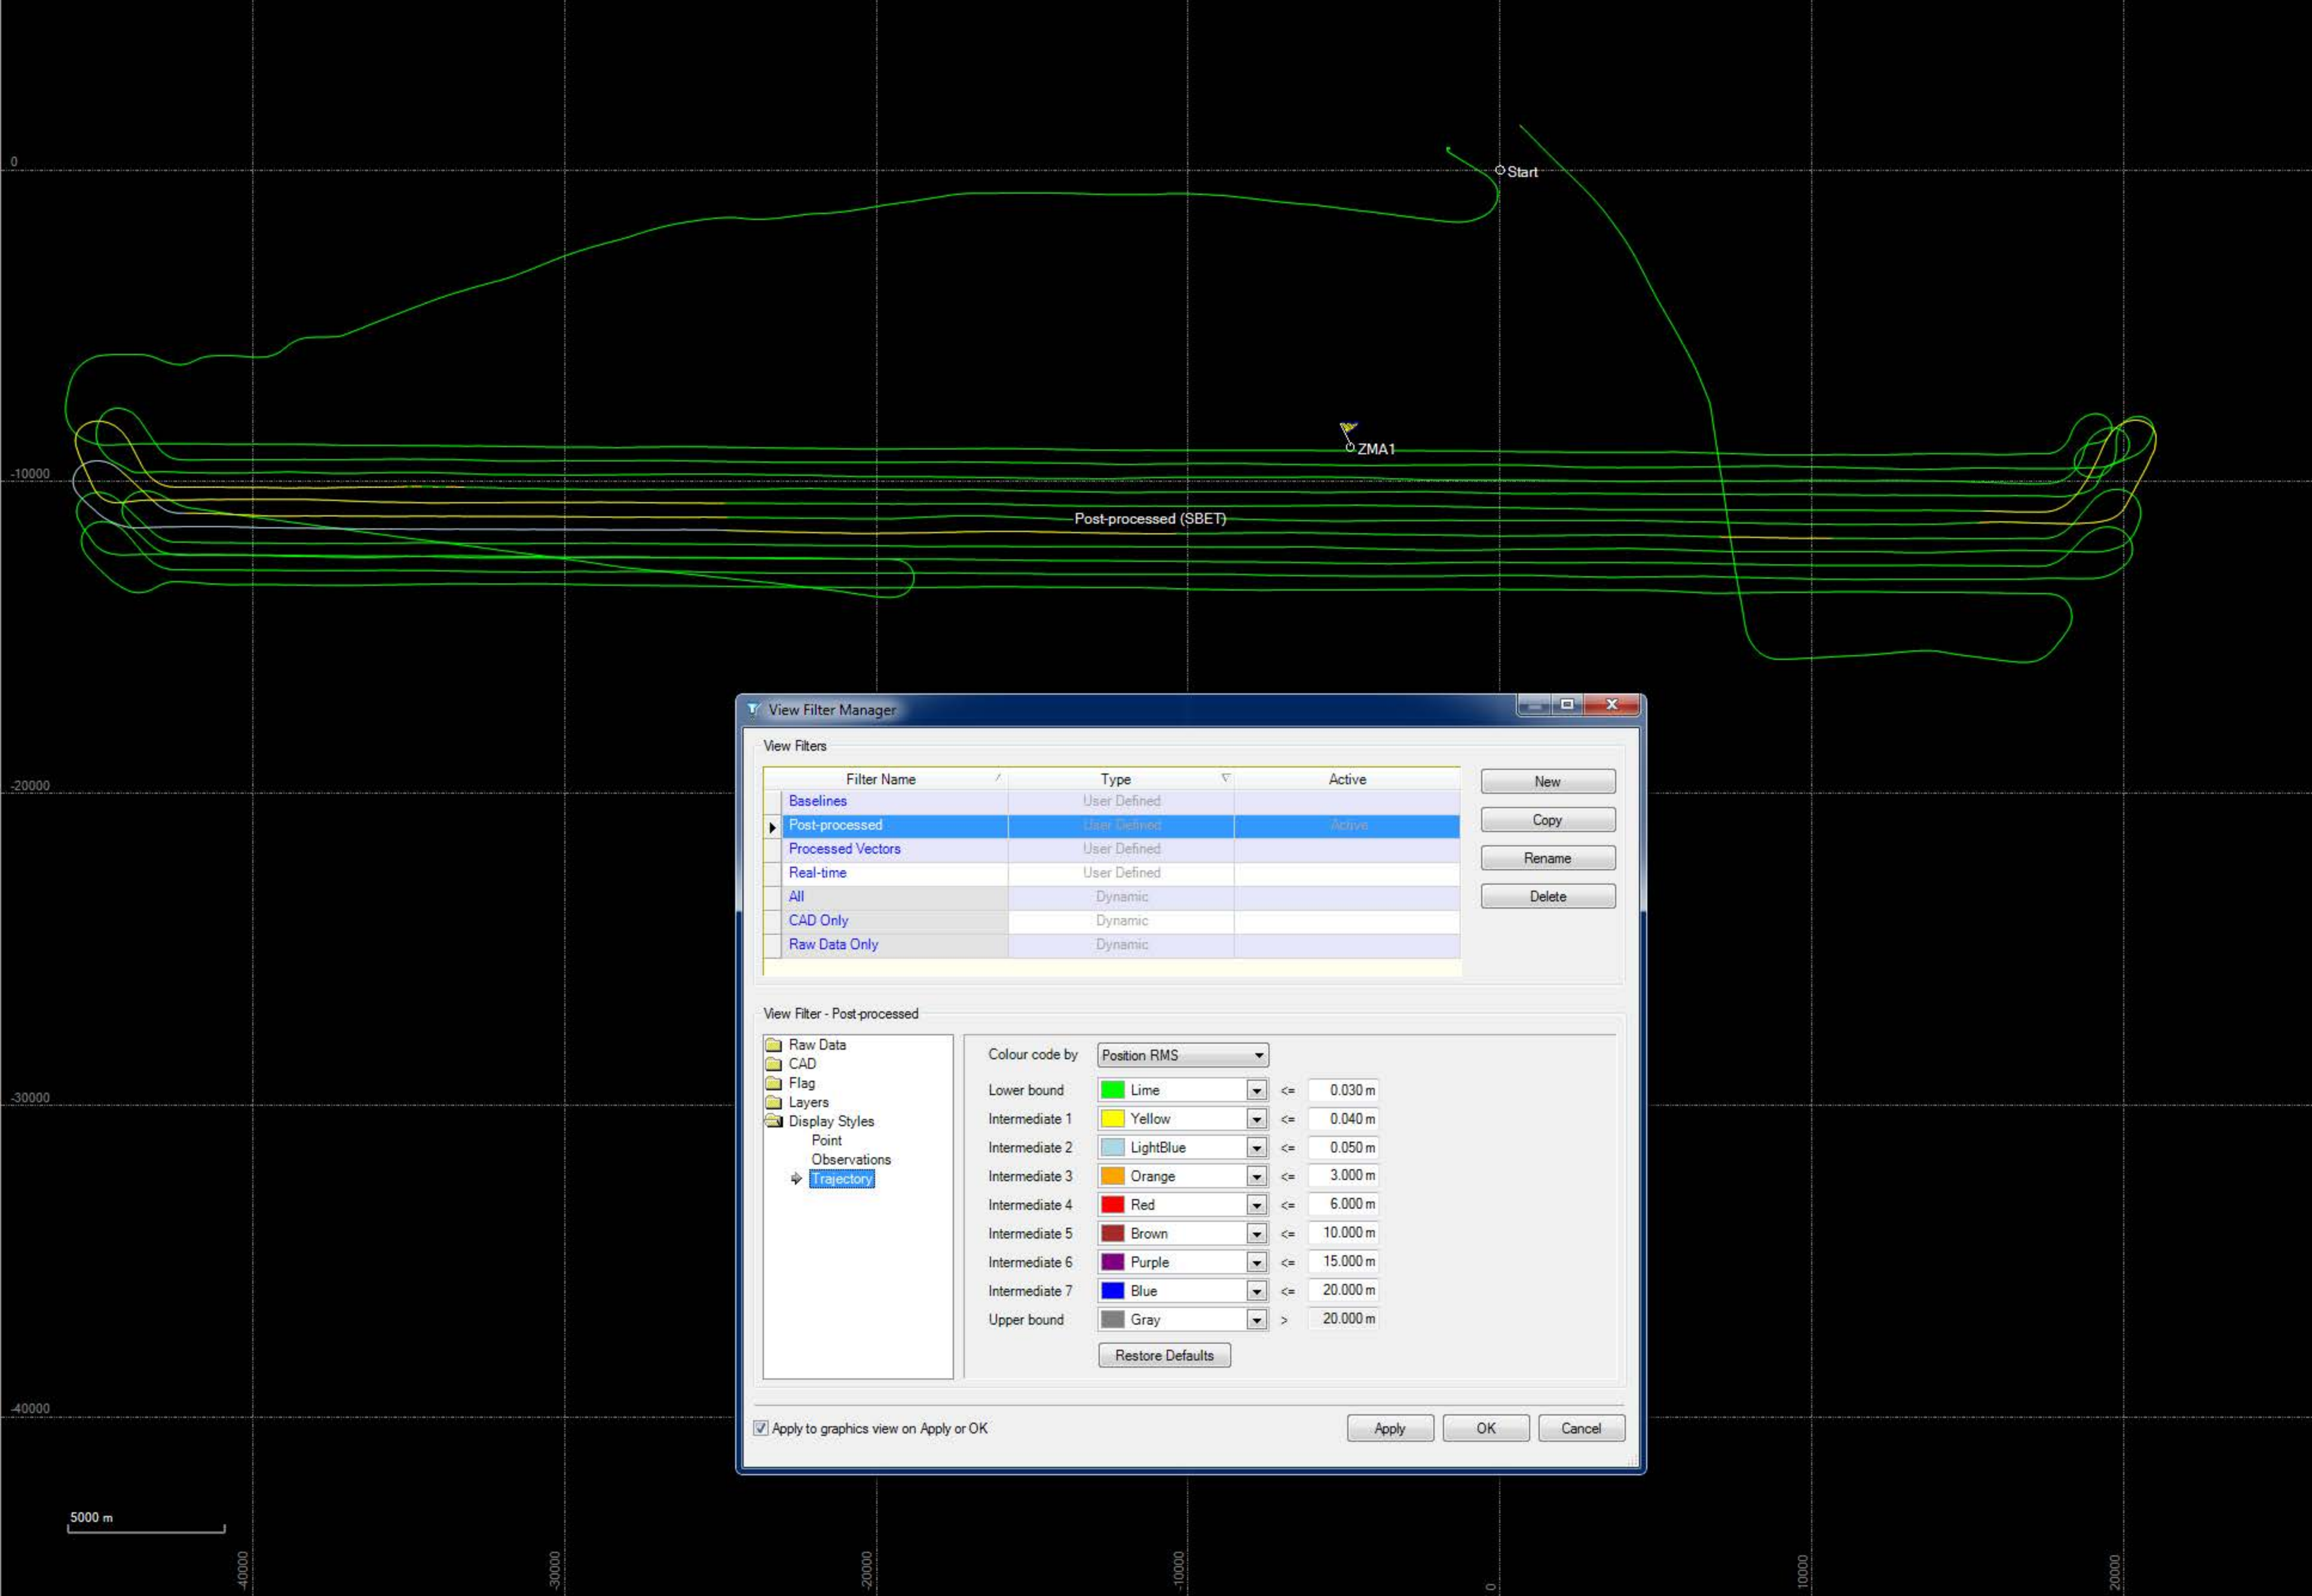 0
Start
-10000
ZMA1
Post-processed (SBET)
-20000
-30000
-40000
5000 m
-40000
-30000
-20000
-10000
0
10000
20000
View Filter Manager
View Filters
Filter Name Type Active
Baselines User Defined
Post-processed User Defined Active
Processed Vectors User Defined
Real-time User Defined
All Dynamic
CAD Only Dynamic
Raw Data Only Dynamic
New
Copy
Rename
Delete
View Filter - Post-processed
Raw Data
CAD
Flag
Layers
Display Styles
Point
Observations
Trajectory
Colour code by Position RMS
Lower bound Lime <= 0.030 m
Intermediate 1 Yellow <= 0.040 m
Intermediate 2 LightBlue <= 0.050 m
Intermediate 3 Orange <= 3.000 m
Intermediate 4 Red <= 6.000 m
Intermediate 5 Brown <= 10.000 m
Intermediate 6 Purple <= 15.000 m
Intermediate 7 Blue <= 20.000 m
Upper bound Gray > 20.000 m
Restore Defaults
Apply to graphics view on Apply or OK
Apply OK Cancel